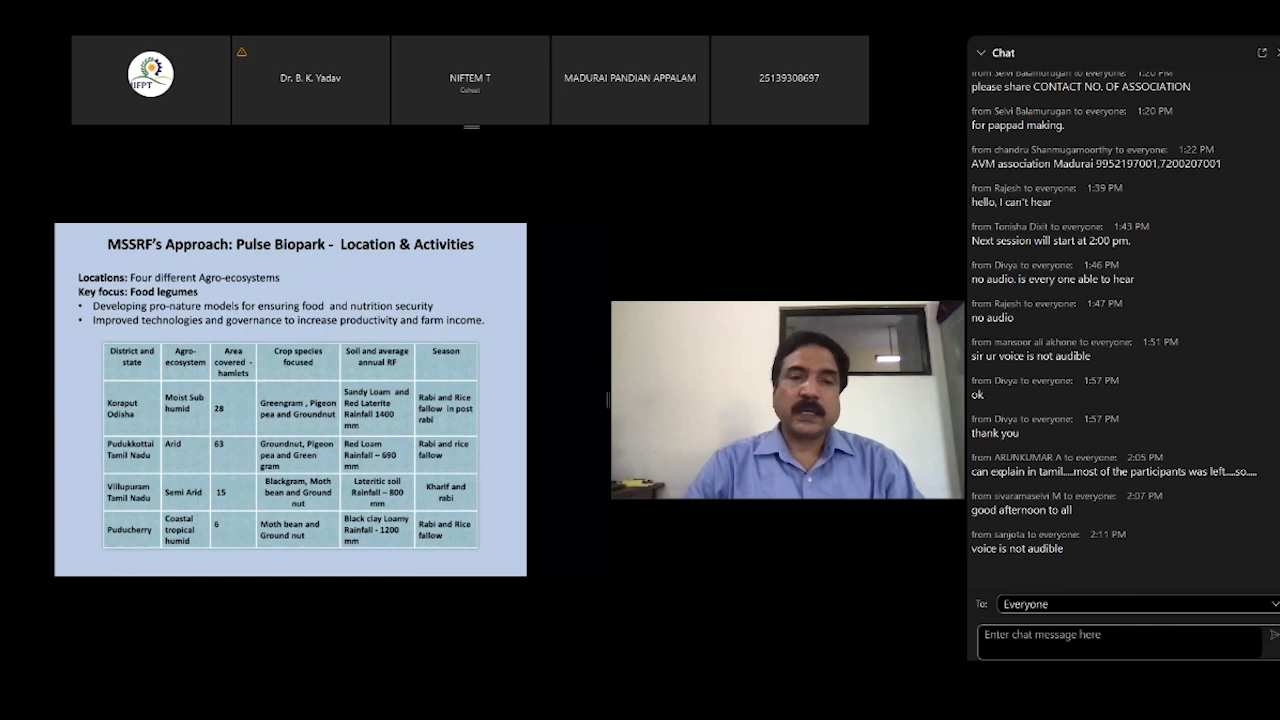 IIFPT
Dr. B. K. Yadav
NIFTEM T
Cohost
MADURAI PANDIAN APPALAM
25139308697
MSSRF's Approach: Pulse Biopark - Location & Activities
Locations: Four different Agro-ecosystems
Key focus: Food legumes
• Developing pro-nature models for ensuring food and nutrition security
• Improved technologies and governance to increase productivity and farm income.
District and state
Agro-ecosystem
Area covered - hamlets
Crop species focused
Soil and average annual RF
Season
Koraput Odisha
Moist Sub humid
28
Greengram , Pigeon pea and Groundnut
Sandy Loam and Red Laterite Rainfall 1400 mm
Rabi and Rice fallow in post rabi
Pudukkottai Tamil Nadu
Arid
63
Groundnut, Pigeon pea and Green gram
Red Loam Rainfall – 690 mm
Rabi and rice fallow
Villupuram Tamil Nadu
Semi Arid
15
Blackgram, Moth bean and Ground nut
Lateritic soil Rainfall – 800 mm
Kharif and rabi
Puducherry
Coastal tropical humid
6
Moth bean and Ground nut
Black clay Loamy Rainfall - 1200 mm
Rabi and Rice fallow
Chat
from Selvi Balamurugan to everyone: 1:20 PM
please share CONTACT NO. OF ASSOCIATION
from Selvi Balamurugan to everyone: 1:20 PM
for pappad making.
from chandru Shanmugamoorthy to everyone: 1:22 PM
AVM association Madurai 9952197001,7200207001
from Rajesh to everyone: 1:39 PM
hello, I can't hear
from Tonisha Dixit to everyone: 1:43 PM
Next session will start at 2:00 pm.
from Divya to everyone: 1:46 PM
no audio. is every one able to hear
from Rajesh to everyone: 1:47 PM
no audio
from mansoor ali akhone to everyone: 1:51 PM
sir ur voice is not audible
from Divya to everyone: 1:57 PM
ok
from Divya to everyone: 1:57 PM
thank you
from ARUNKUMAR A to everyone: 2:05 PM
can explain in tamil.....most of the participants was left....so.....
from sivaramaselvi M to everyone: 2:07 PM
good afternoon to all
from sanjota to everyone: 2:11 PM
voice is not audible
To: Everyone
Enter chat message here